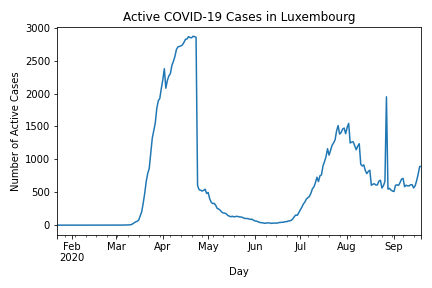 Active COVID-19 Cases in Luxembourg
Number of Active Cases
3000
2500
2000
1500
1000
500
0
Feb Mar Apr May Jun Jul Aug Sep
2020
Day